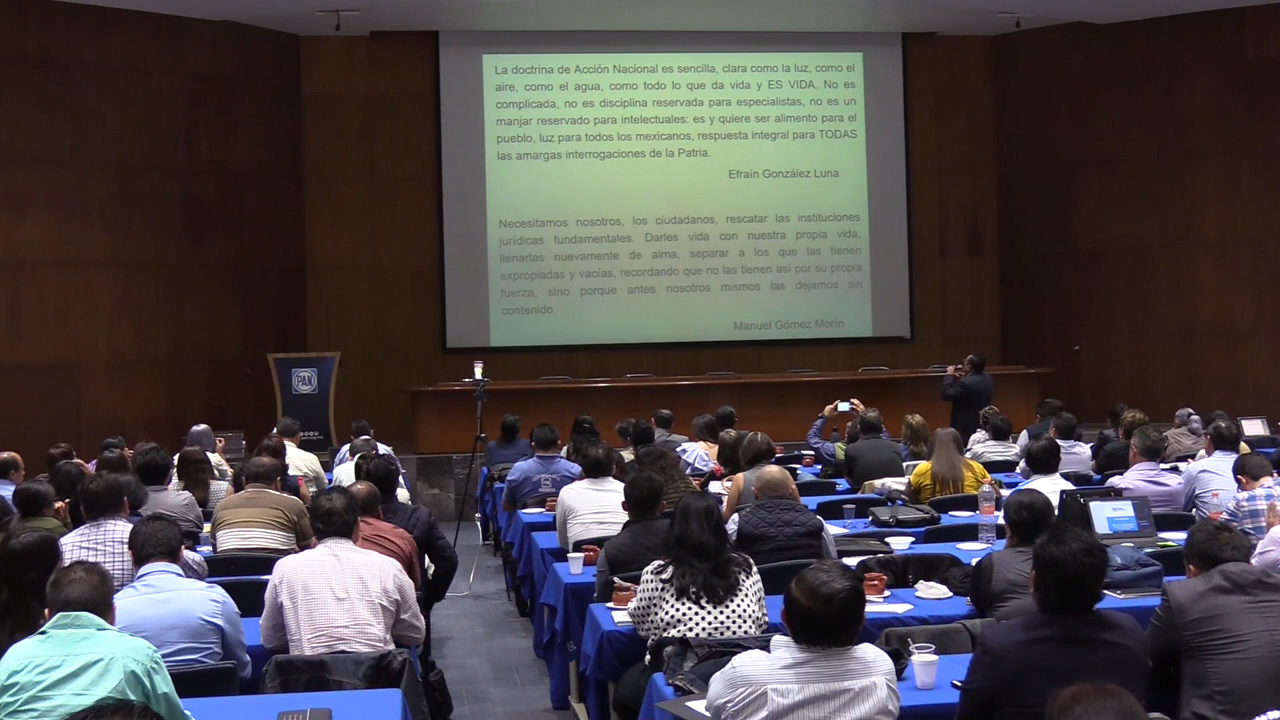 La doctrina de Acción Nacional es sencilla, clara como la luz, como el
aire, como el agua, como todo lo que da vida y ES VIDA. No es
complicada, no es disciplina reservada para especialistas, no es un
manjar reservado para intelectuales: es y quiere ser alimento para el
pueblo, luz para todos los mexicanos, respuesta integral para TODAS
las amargas interrogaciones de la Patria.
Efraín González Luna
Necesitamos nosotros, los ciudadanos, rescatar las instituciones
jurídicas fundamentales. Darles vida con nuestra propia vida,
llenarlas nuevamente de alma, separar a los que las tienen
expropiadas y vacías, recordando que no las tienen así por su propia
fuerza, sino porque antes nosotros mismos las dejamos sin
contenido.
Manuel Gómez Morin
PAN